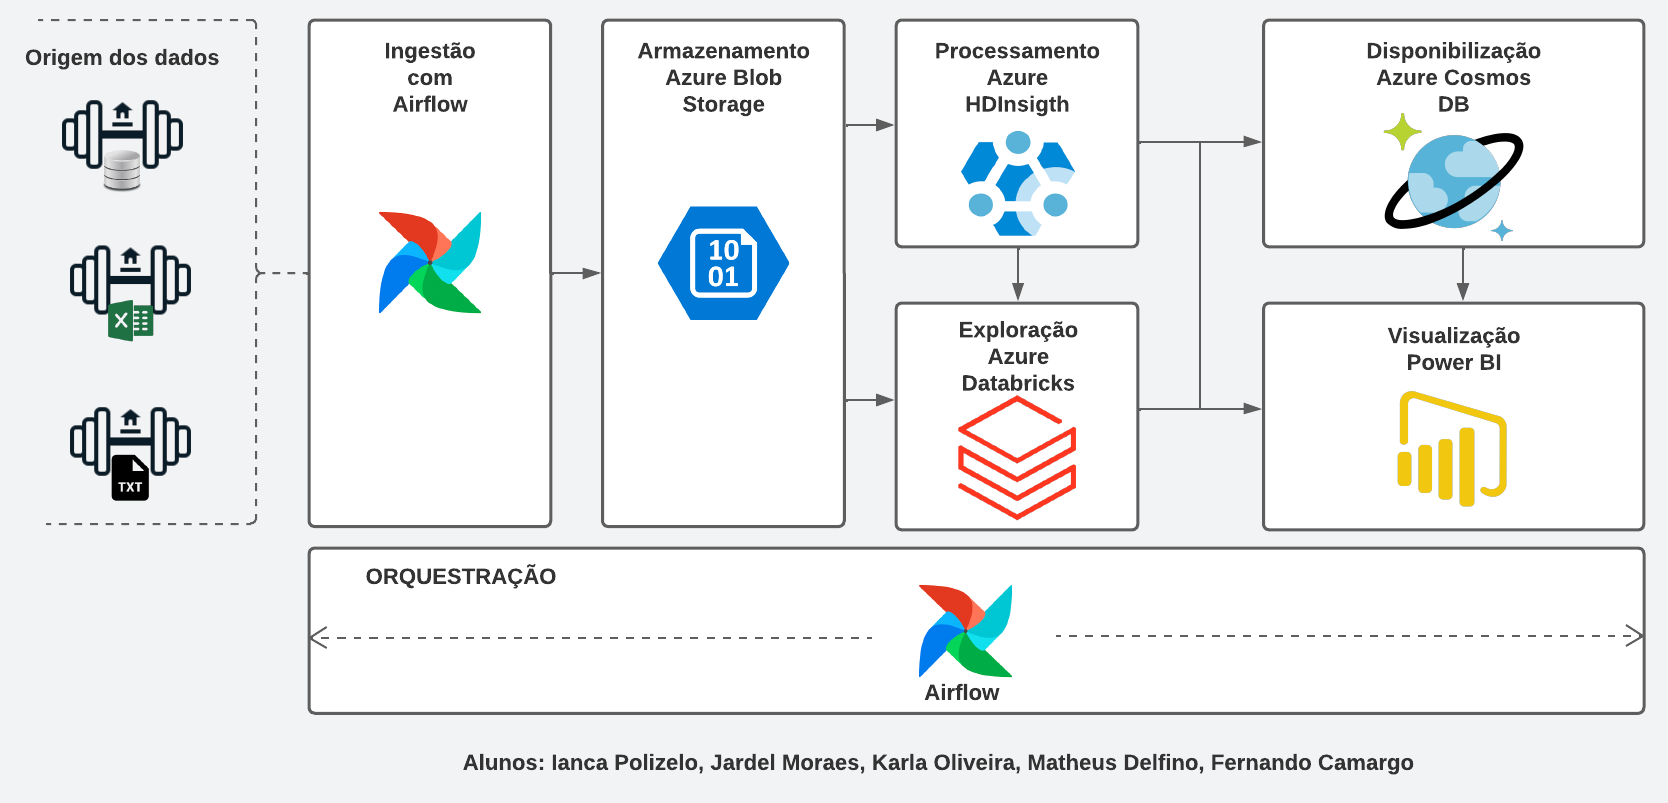 Origem dos dados
TXT
Ingestão
com
Airflow
Armazenamento
Azure Blob
Storage
10
01
Processamento
Azure
HDInsigth
Exploração
Azure
Databricks
Disponibilização
Azure Cosmos
DB
Visualização
Power BI
ORQUESTRAÇÃO
Airflow
Alunos: Ianca Polizelo, Jardel Moraes, Karla Oliveira, Matheus Delfino, Fernando Camargo